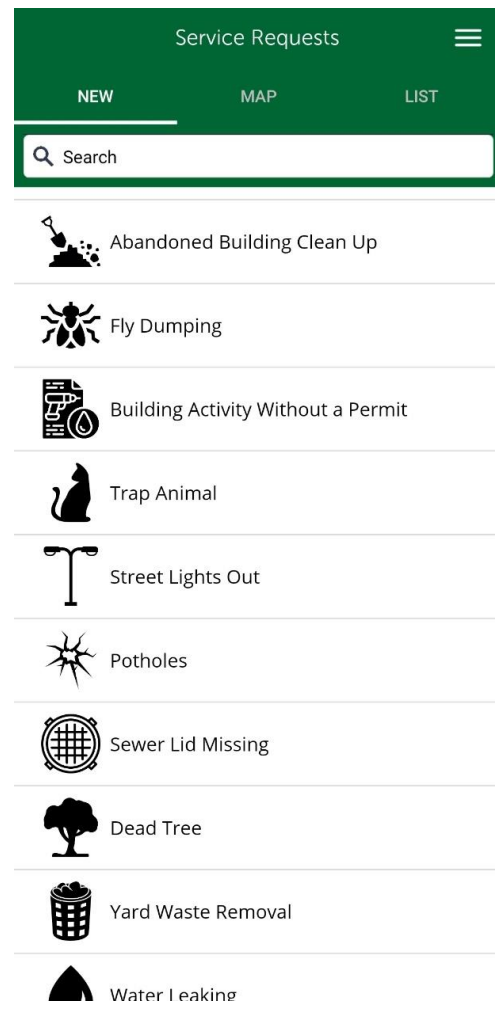 Service Requests
NEW MAP LIST
Search
Abandoned Building Clean Up
Fly Dumping
Building Activity Without a Permit
Trap Animal
Street Lights Out
Potholes
Sewer Lid Missing
Dead Tree
Yard Waste Removal
Water Leaking